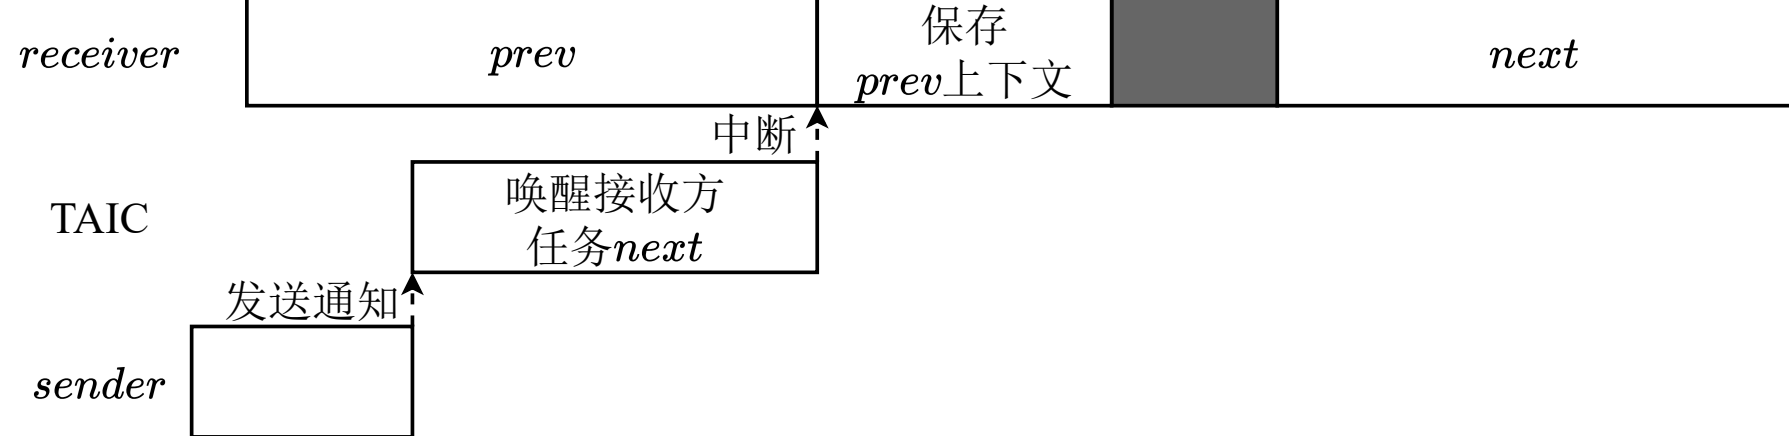 receiver
prev
保存
prev上下文
next
中断
TAIC
唤醒接收方
任务next
发送通知
sender